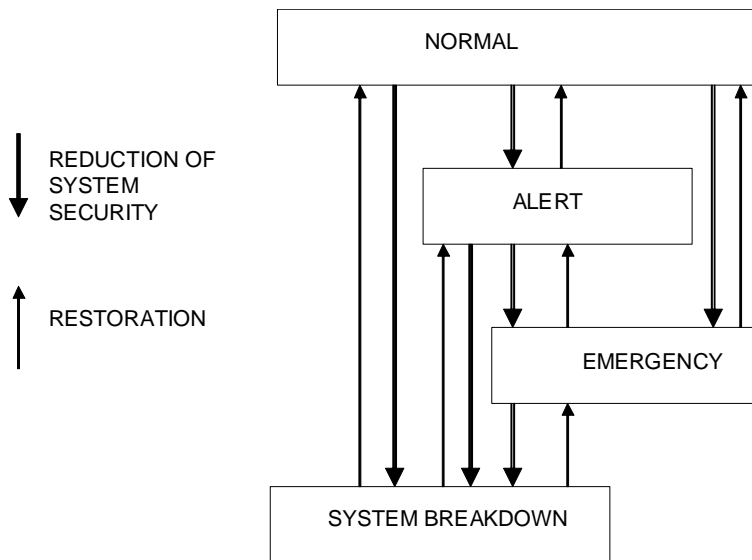 NORMAL
REDUCTION OF
SYSTEM
SECURITY
ALERT
RESTORATION
EMERGENCY
SYSTEM BREAKDOWN